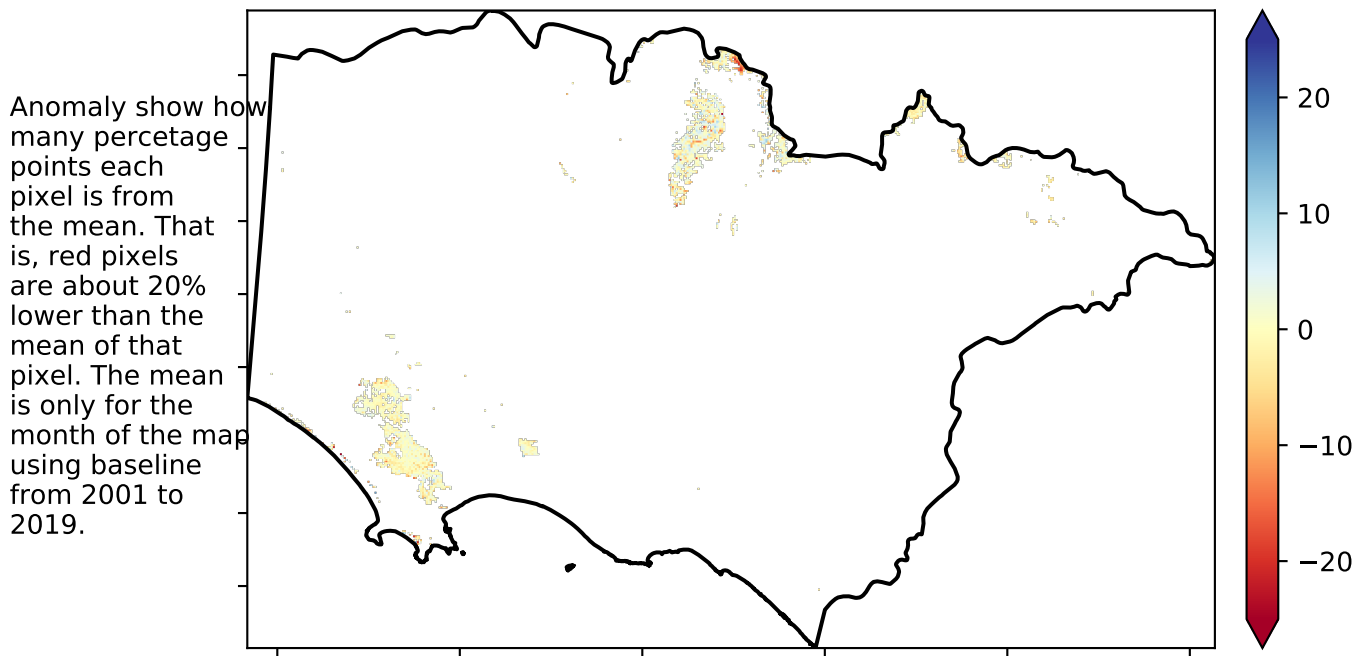 Anomaly show how
many percetage
points each
pixel is from
the mean. That
is, red pixels
are about 20%
lower than the
mean of that
pixel. The mean
is only for the
month of the map
using baseline
from 2001 to
2019.
20
10
0
−10
−20